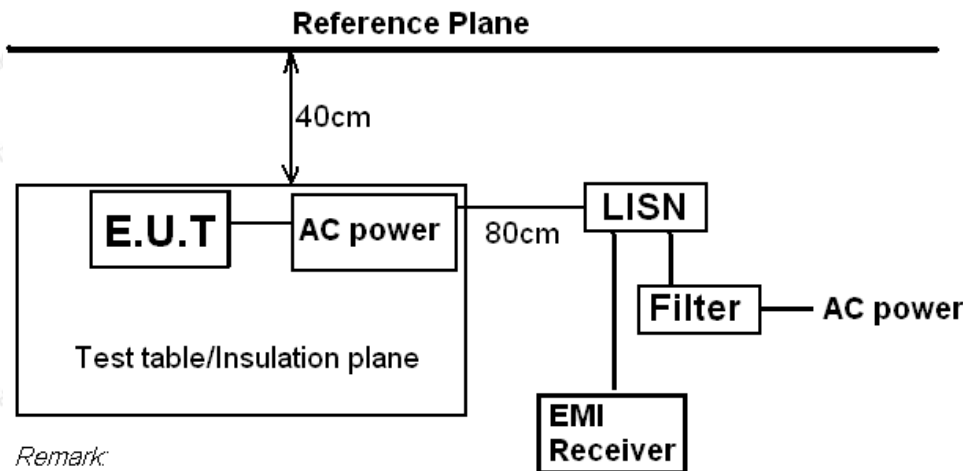 Reference Plane
40cm
E.U.T
AC power
80cm
LISN
Filter
AC power
Test table/Insulation plane
EMI
Receiver
Remark: